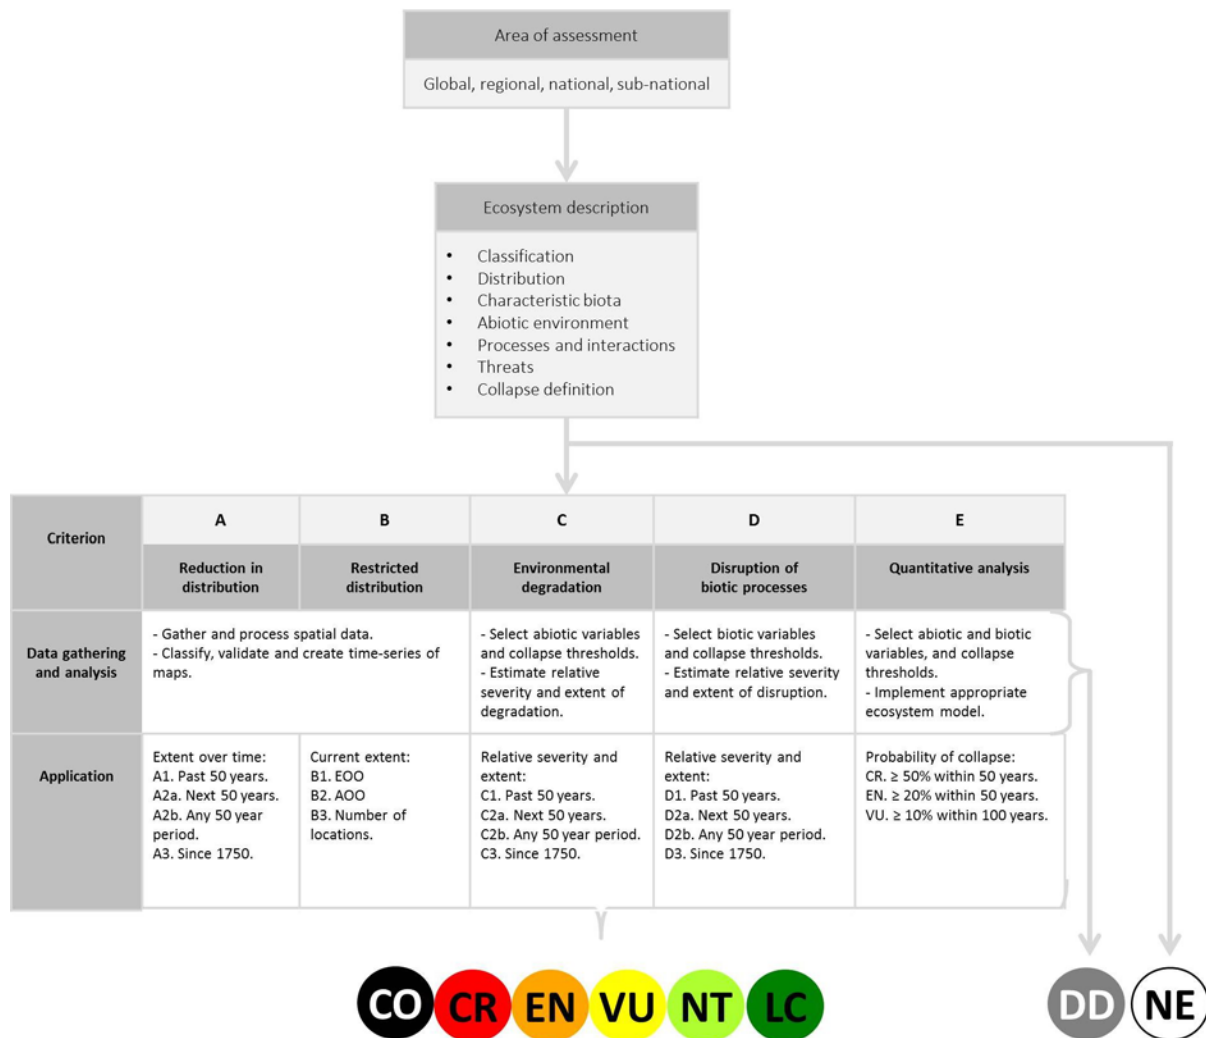 Area of assessment
Global, regional, national, sub-national
Ecosystem description
• Classification
• Distribution
• Characteristic biota
• Abiotic environment
• Processes and interactions
• Threats
• Collapse definition
Criterion
A
B
C
D
E
Reduction in
distribution
Restricted
distribution
Environmental
degradation
Disruption of
biotic processes
Quantitative analysis
Data gathering
and analysis
- Gather and process spatial data.
- Classify, validate and create time-series of
maps.
- Select abiotic variables
and collapse thresholds.
- Estimate relative
severity and extent of
degradation.
- Select biotic variables
and collapse thresholds.
- Estimate relative severity
and extent of disruption.
- Select abiotic and biotic
variables, and collapse
thresholds.
- Implement appropriate
ecosystem model.
Application
Extent over time:
A1. Past 50 years.
A2a. Next 50 years.
A2b. Any 50 year
period.
A3. Since 1750.
Current extent:
B1. EOO
B2. AOO
B3. Number of
locations.
Relative severity and
extent:
C1. Past 50 years.
C2a. Next 50 years.
C2b. Any 50 year period.
C3. Since 1750.
Relative severity and
extent:
D1. Past 50 years.
D2a. Next 50 years.
D2b. Any 50 year period.
D3. Since 1750.
Probability of collapse:
CR. ≥ 50% within 50 years.
EN. ≥ 20% within 50 years.
VU. ≥ 10% within 100 years.
CO CR EN VU NT LC DD NE